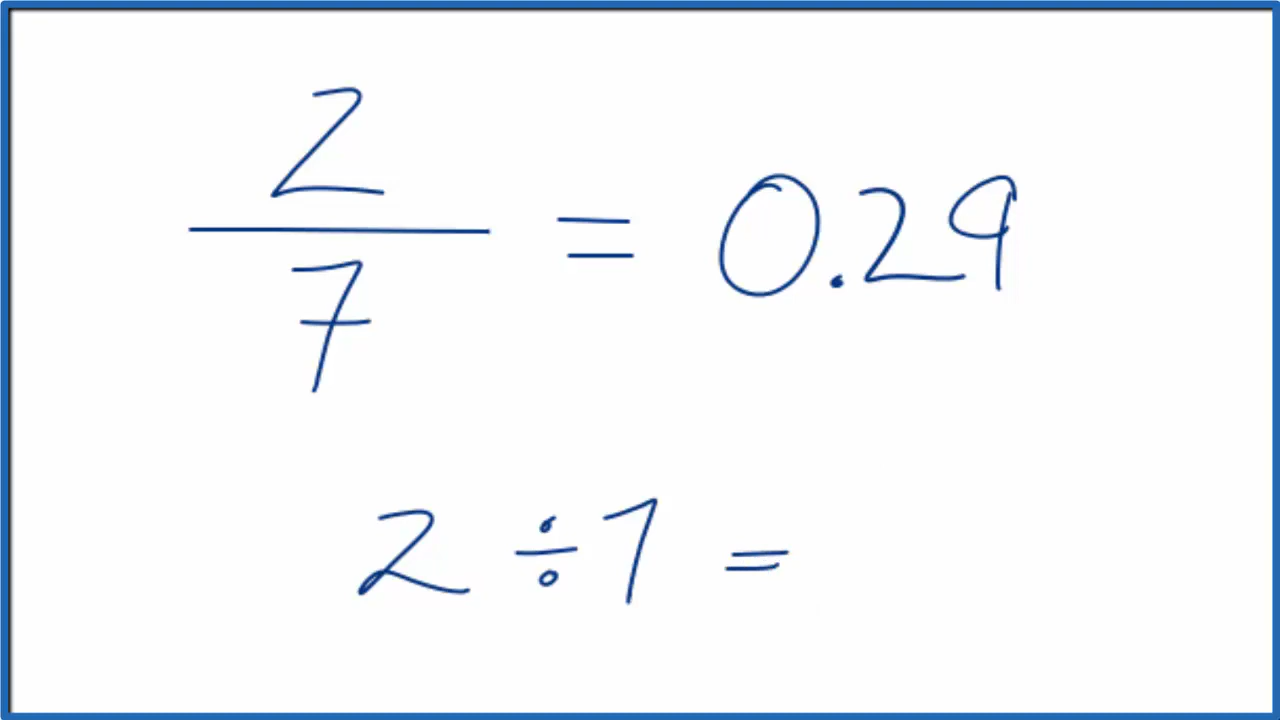 2/7 = 0.29
2 ÷ 7 =